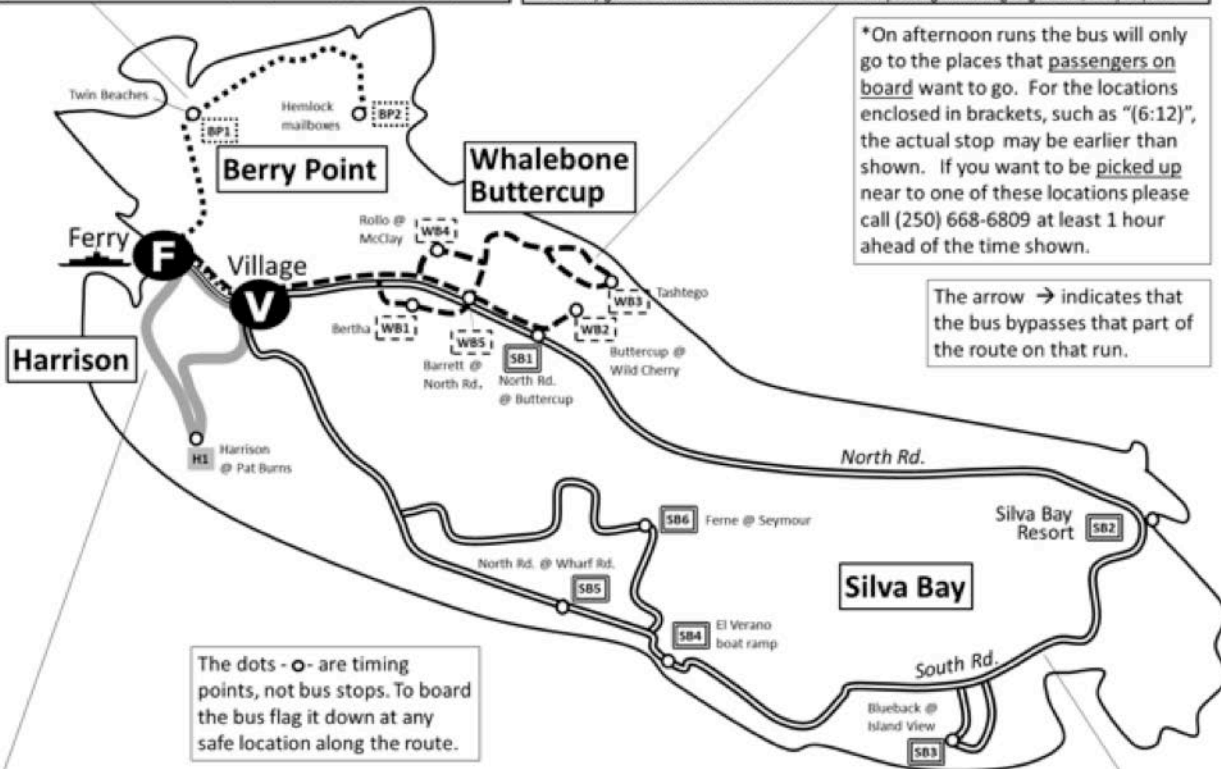 *On afternoon runs the bus will only
go to the places that passengers on
board want to go. For the locations
enclosed in brackets, such as “(6:12)”,
the actual stop may be earlier than
shown. If you want to be picked up
near to one of these locations please
call (250) 668-6809 at least 1 hour
ahead of the time shown.
The arrow → indicates that
the bus bypasses that part of
the route on that run.
Twin Beaches
BP1
Hemlock
mailboxes
BP2
Berry Point
Whalebone
Buttercup
Rollo @
McClay
WB4
Ferry
F
Village
V
WB3
Tashtego
Bertha
WB1
WB5
WB2
Barrett @
North Rd.
SB1
North Rd.
@ Buttercup
Buttercup @
Wild Cherry
Harrison
H1
Harrison
@ Pat Burns
North Rd.
Silva Bay
Resort
SB2
SB6
Ferne @ Seymour
North Rd. @ Wharf Rd.
SB5
Silva Bay
SB4
El Verano
boat ramp
South Rd.
Blueback @
Island View
SB3
The dots - o- are timing
points, not bus stops. To board
the bus flag it down at any
safe location along the route.